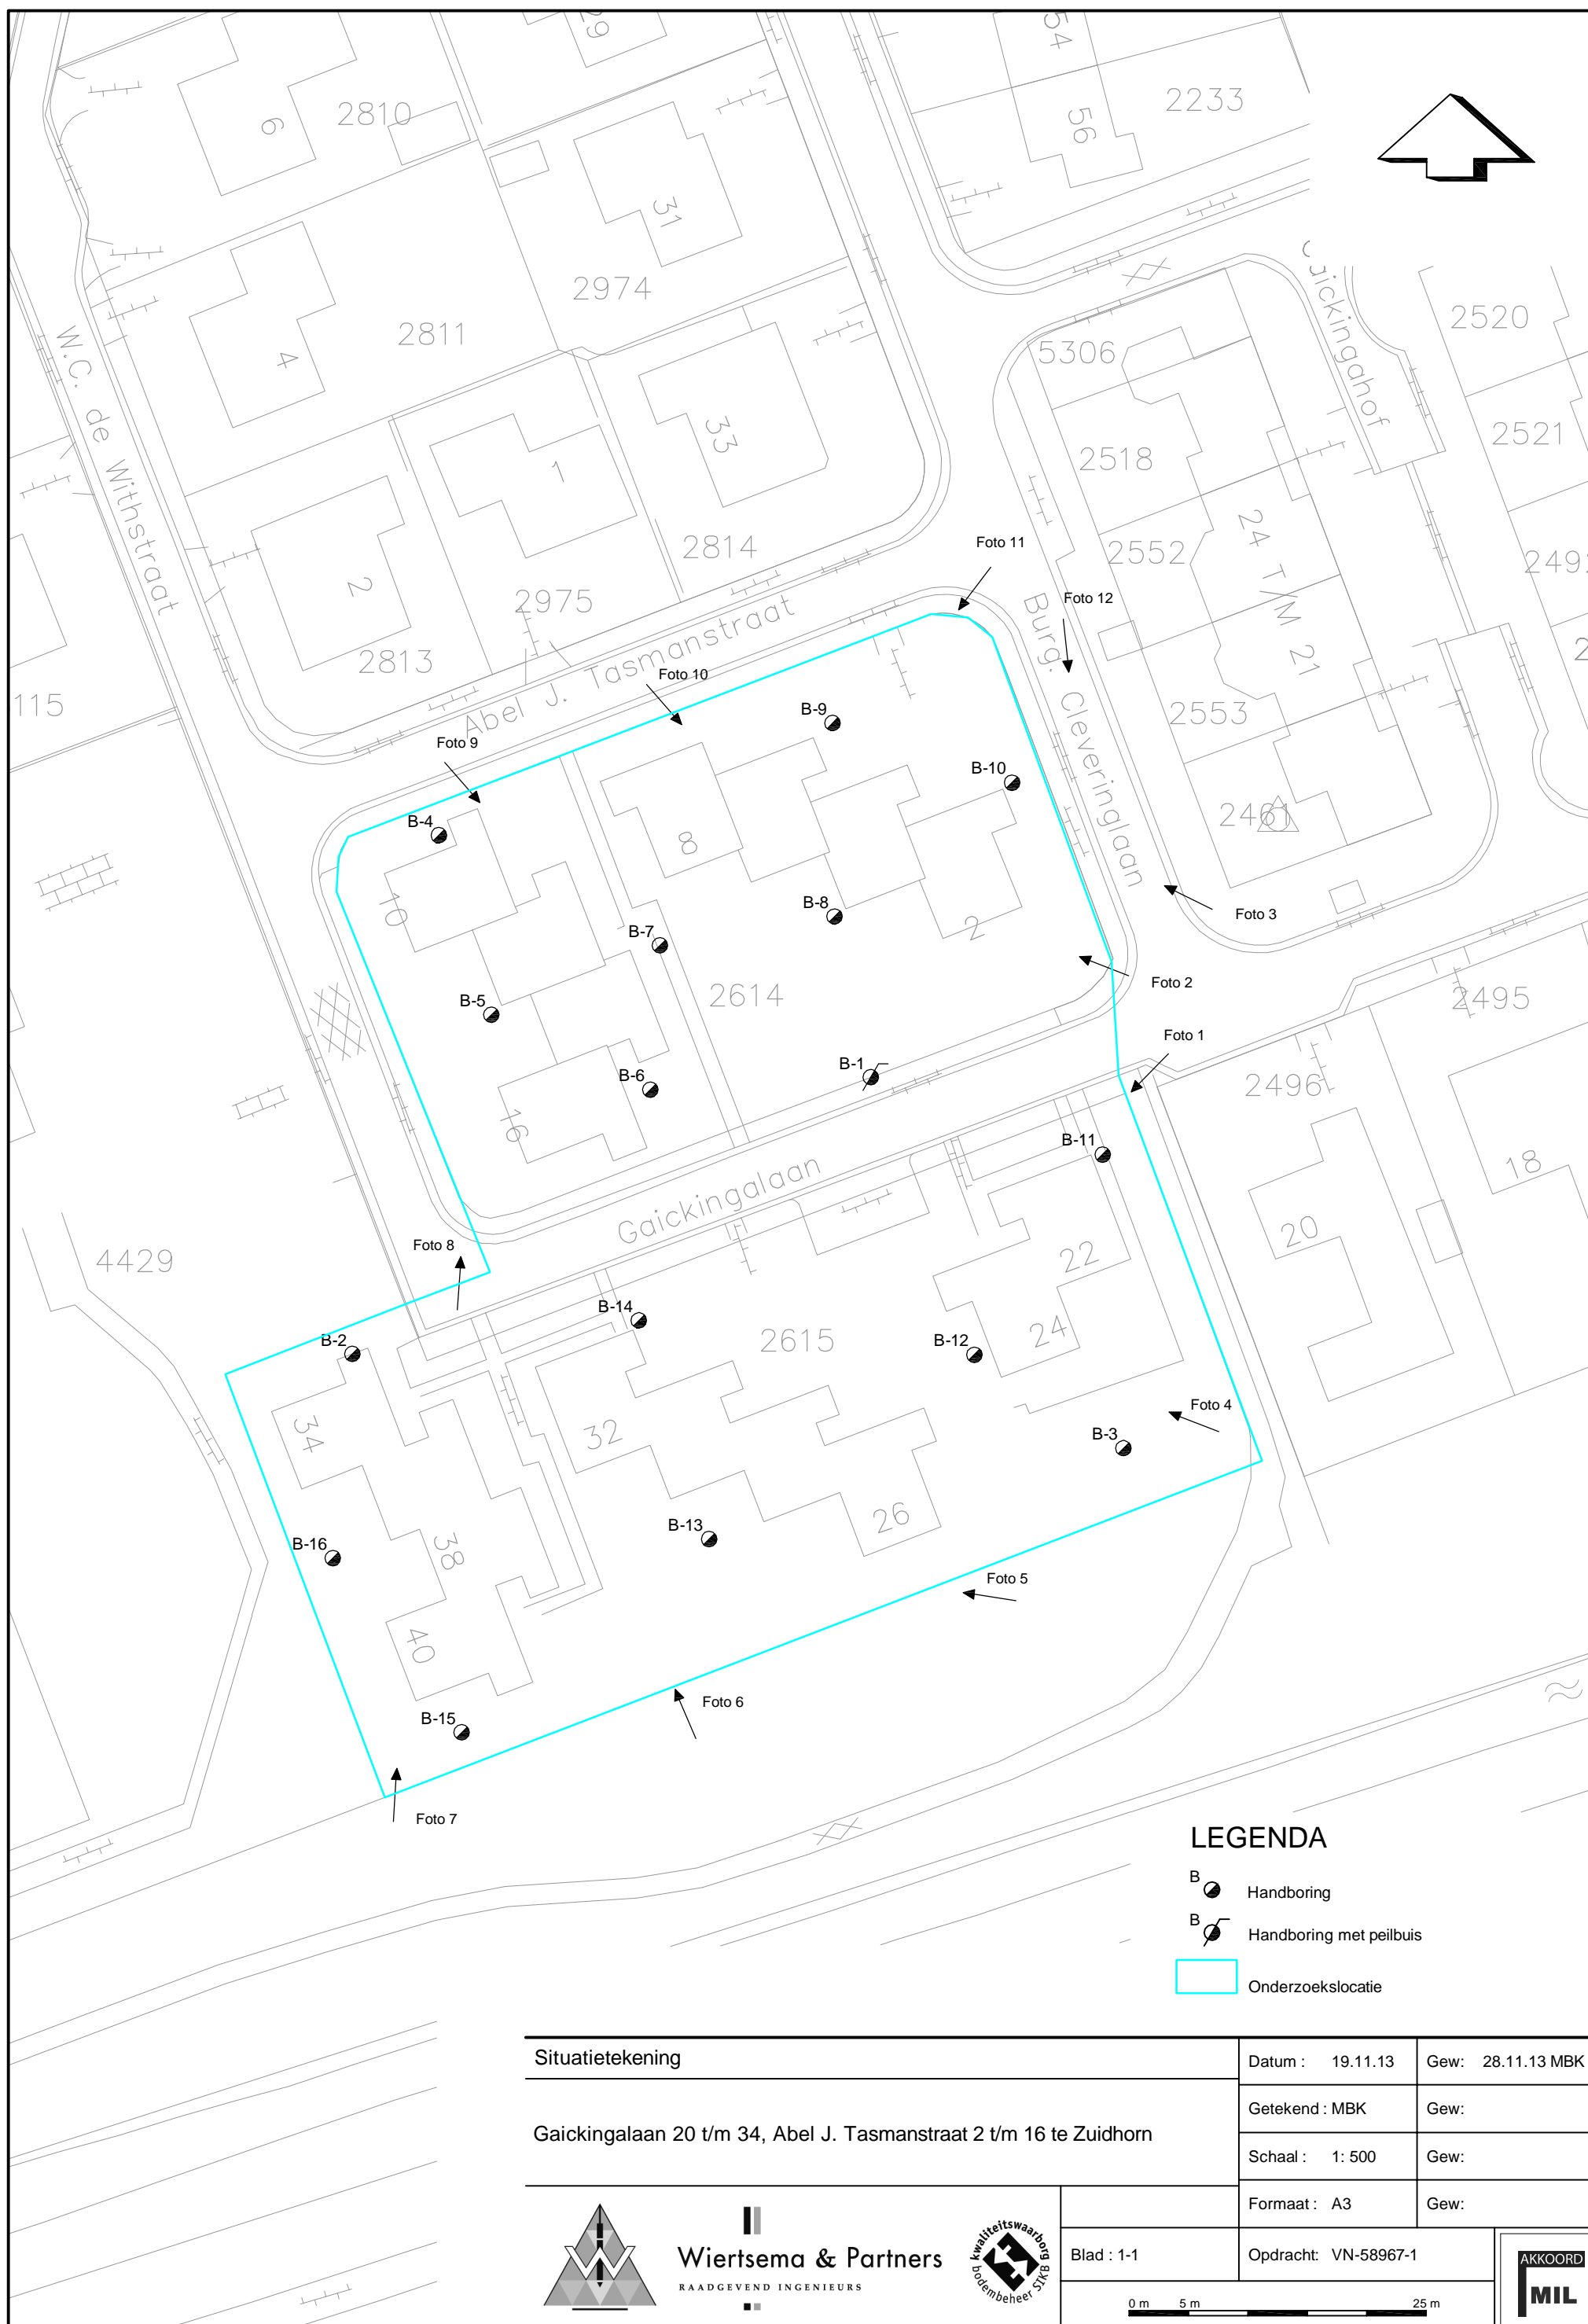 29
54
2233
2810
6
56
31
2974
2811
4
W.C. de Withstraat
33
1
2814
2975
2
2813
115
Abel J. Tasmanstraat
5306
2520
2521
2518
2552
24 T/M 21
2553
2461
Burg. Cleveringlaan
Foto 11
Foto 12
Foto 10
Foto 9
B-9
B-10
B-4
8
10
B-8
2
B-7
Foto 3
Foto 2
2614
2495
B-5
Foto 1
B-1
B-6
2496
16
B-11
18
Gaickingalaan
20
22
Foto 8
4429
B-14
2615
24
B-2
B-12
Foto 4
34
32
B-3
B-13
26
B-16
38
Foto 5
40
Foto 6
B-15
Foto 7
LEGENDA
B
Handboring
B
Handboring met peilbuis
Onderzoekslocatie
Situatietekening
Datum : 19.11.13
Gew: 28.11.13 MBK
Gaickingalaan 20 t/m 34, Abel J. Tasmanstraat 2 t/m 16 te Zuidhorn
Getekend : MBK
Gew:
Schaal : 1: 500
Gew:
Formaat : A3
Gew:
Wiertsema & Partners
RAADGEVEND INGENIEURS
kwaliteitswaarborg
bodembeheer SIKB
Blad : 1-1
Opdracht: VN-58967-1
AKKOORD
MIL
0 m 5 m 25 m